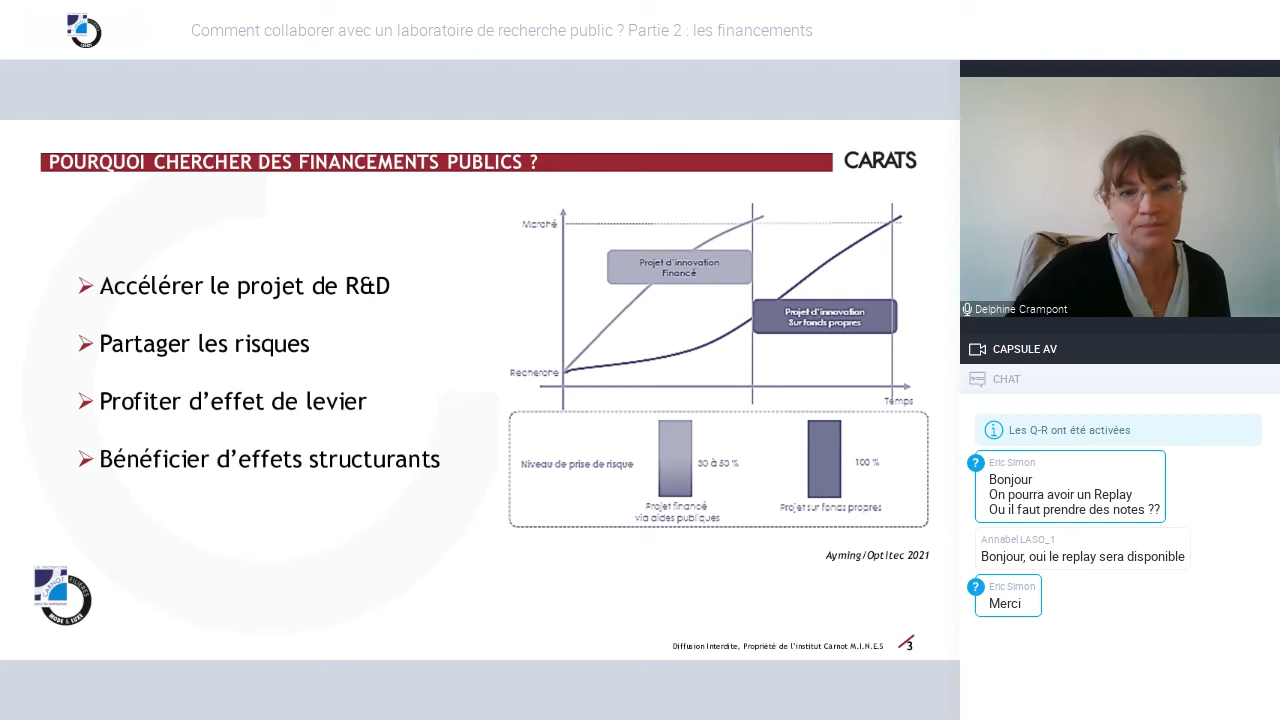 Comment collaborer avec un laboratoire de recherche public ? Partie 2 : les financements
POURQUOI CHERCHER DES FINANCEMENTS PUBLICS ?
CARATS
Accélérer le projet de R&D
Partager les risques
Profiter d’effet de levier
Bénéficier d’effets structurants
Marché
Projet d’innovation
Financé
Projet d’innovation
Sur fonds propres
Recherche
Temps
Niveau de prise de risque
30 à 50 %
100 %
Projet financé
via aides publiques
Projet sur fonds propres
Ayming/Optitec 2021
CARNOT
MODE & LUXE
Diffusion Interdite, Propriété de l’institut Carnot M.I.N.E.S
3
Delphine Crampont
CAPSULE AV
CHAT
Les Q-R ont été activées
Eric Simon
Bonjour
On pourra avoir un Replay
Ou il faut prendre des notes ??
Annabel LASO_1
Bonjour, oui le replay sera disponible
Eric Simon
Merci